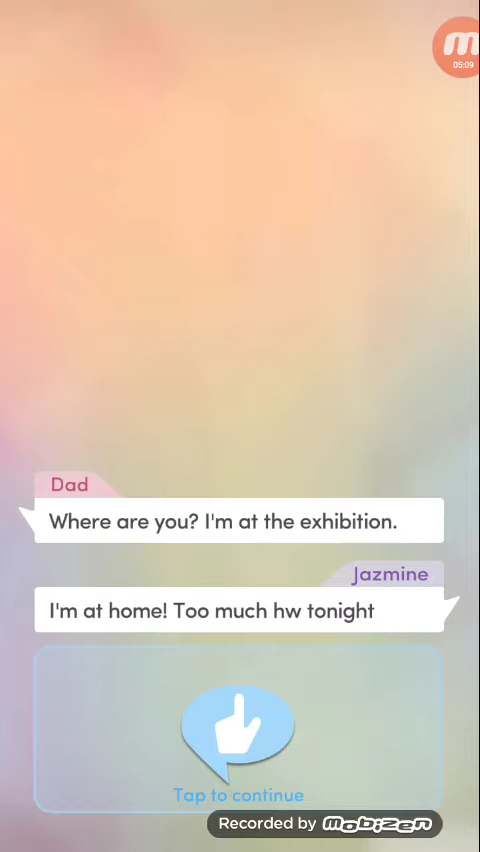 m
05:09
Dad
Where are you? I'm at the exhibition.
Jazmine
I'm at home! Too much hw tonight
Tap to continue
Recorded by mobizen